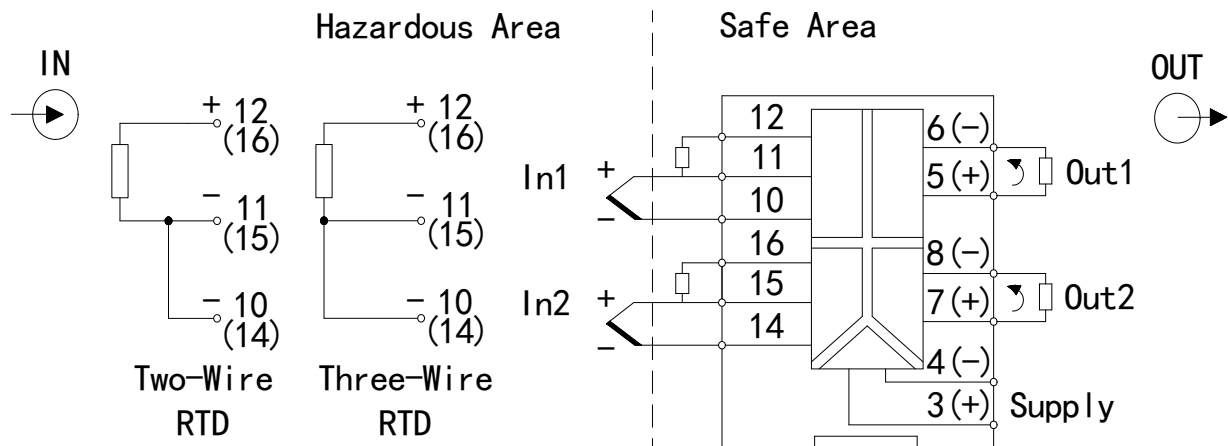 Hazardous Area
Safe Area
IN
OUT
+ 12
(16)
− 11
(15)
− 10
(14)
Two-Wire
RTD
+ 12
(16)
− 11
(15)
− 10
(14)
Three-Wire
RTD
In1
+
−
In2
+
−
12
11
10
16
15
14
6(−)
5(+)
8(−)
7(+)
4(−)
3(+)
Out1
Out2
Supply